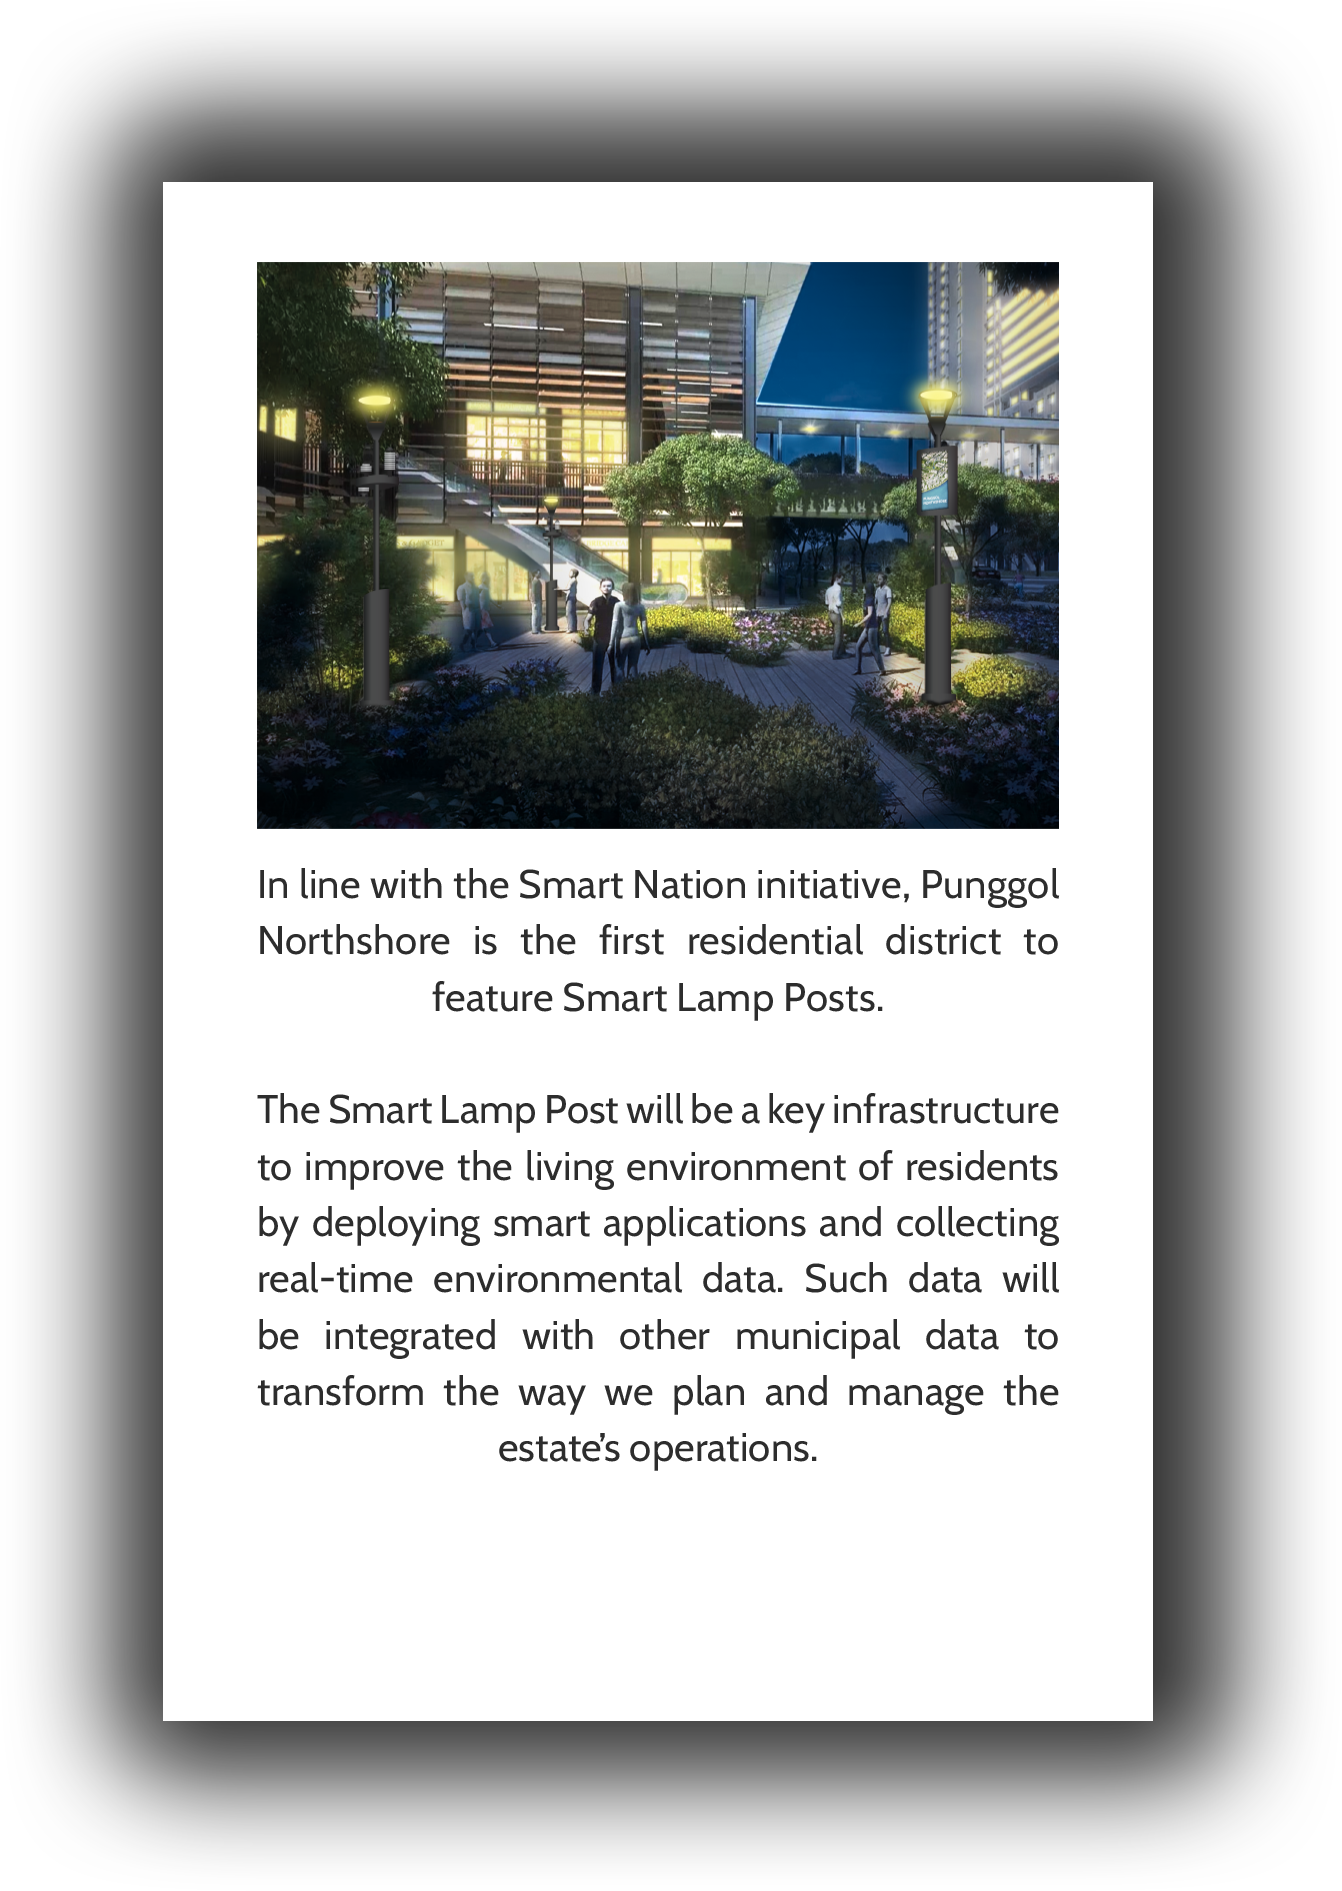 In line with the Smart Nation initiative, Punggol
Northshore is the first residential district to
feature Smart Lamp Posts.
The Smart Lamp Post will be a key infrastructure
to improve the living environment of residents
by deploying smart applications and collecting
real-time environmental data. Such data will
be integrated with other municipal data to
transform the way we plan and manage the
estate’s operations.